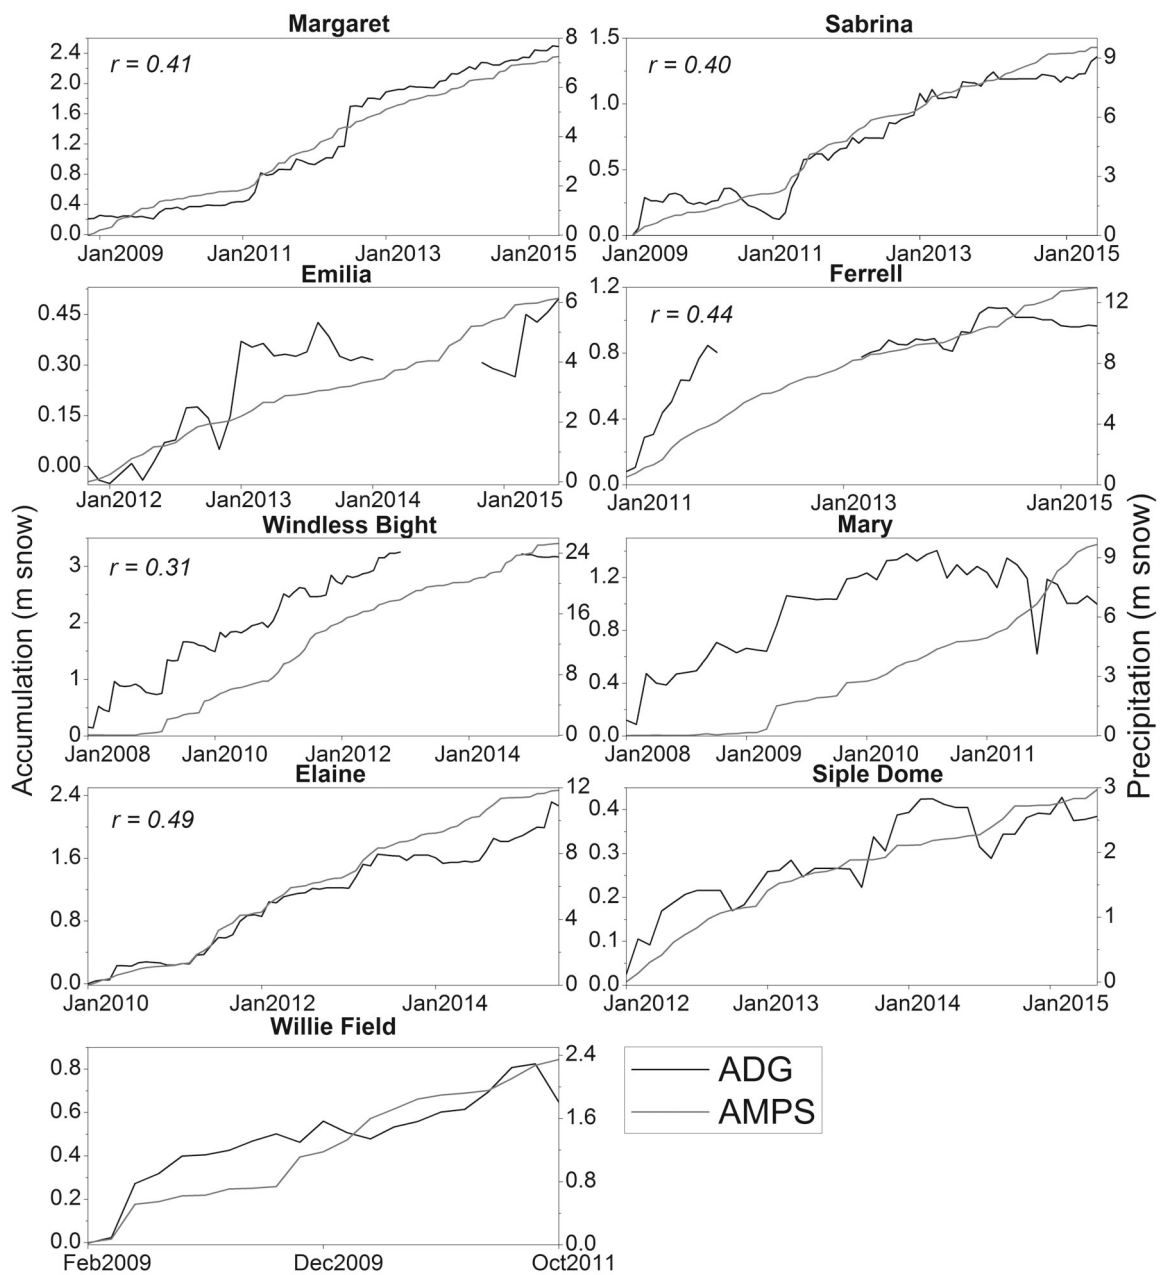 Margaret
r = 0.41
2.4
2.0
1.6
1.2
0.8
0.4
0.0
8
6
4
2
0
Jan2009 Jan2011 Jan2013 Jan2015
Sabrina
r = 0.40
1.5
1.0
0.5
0.0
9
6
3
0
Jan2009 Jan2011 Jan2013 Jan2015
Emilia
0.45
0.30
0.15
0.00
6
4
2
0
Jan2012 Jan2013 Jan2014 Jan2015
Ferrell
r = 0.44
1.2
0.8
0.4
0.0
12
8
4
0
Jan2011 Jan2013 Jan2015
Accumulation (m snow)
Precipitation (m snow)
Windless Bight
r = 0.31
3
2
1
0
24
16
8
0
Jan2008 Jan2010 Jan2012 Jan2014
Mary
1.2
0.8
0.4
0.0
9
6
3
0
Jan2008 Jan2009 Jan2010 Jan2011
Elaine
r = 0.49
2.4
1.6
0.8
0.0
12
8
4
0
Jan2010 Jan2012 Jan2014
Siple Dome
0.4
0.3
0.2
0.1
0.0
3
2
1
0
Jan2012 Jan2013 Jan2014 Jan2015
Willie Field
0.8
0.6
0.4
0.2
0.0
2.4
1.6
0.8
0.0
Feb2009 Dec2009 Oct2011
ADG
AMPS